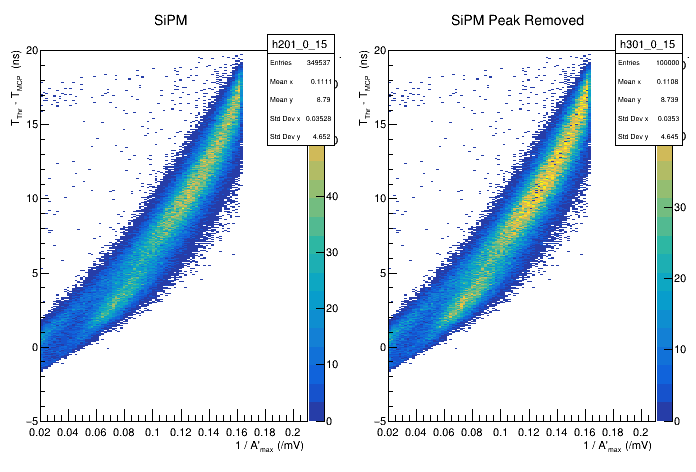 SiPM
T_Thr - T_MCP (ns)
h201_0_15
Entries 349537
Mean x 0.1111
Mean y 8.79
Std Dev x 0.03528
Std Dev y 4.652
20
15
10
5
0
−5
0.02 0.04 0.06 0.08 0.1 0.12 0.14 0.16 0.18 0.2
1 / A'_max (/mV)
40
30
20
10
0
SiPM Peak Removed
T_Thr - T_MCP (ns)
h301_0_15
Entries 100000
Mean x 0.1108
Mean y 8.739
Std Dev x 0.0353
Std Dev y 4.645
20
15
10
5
0
−5
0.02 0.04 0.06 0.08 0.1 0.12 0.14 0.16 0.18 0.2
1 / A'_max (/mV)
30
20
10
0